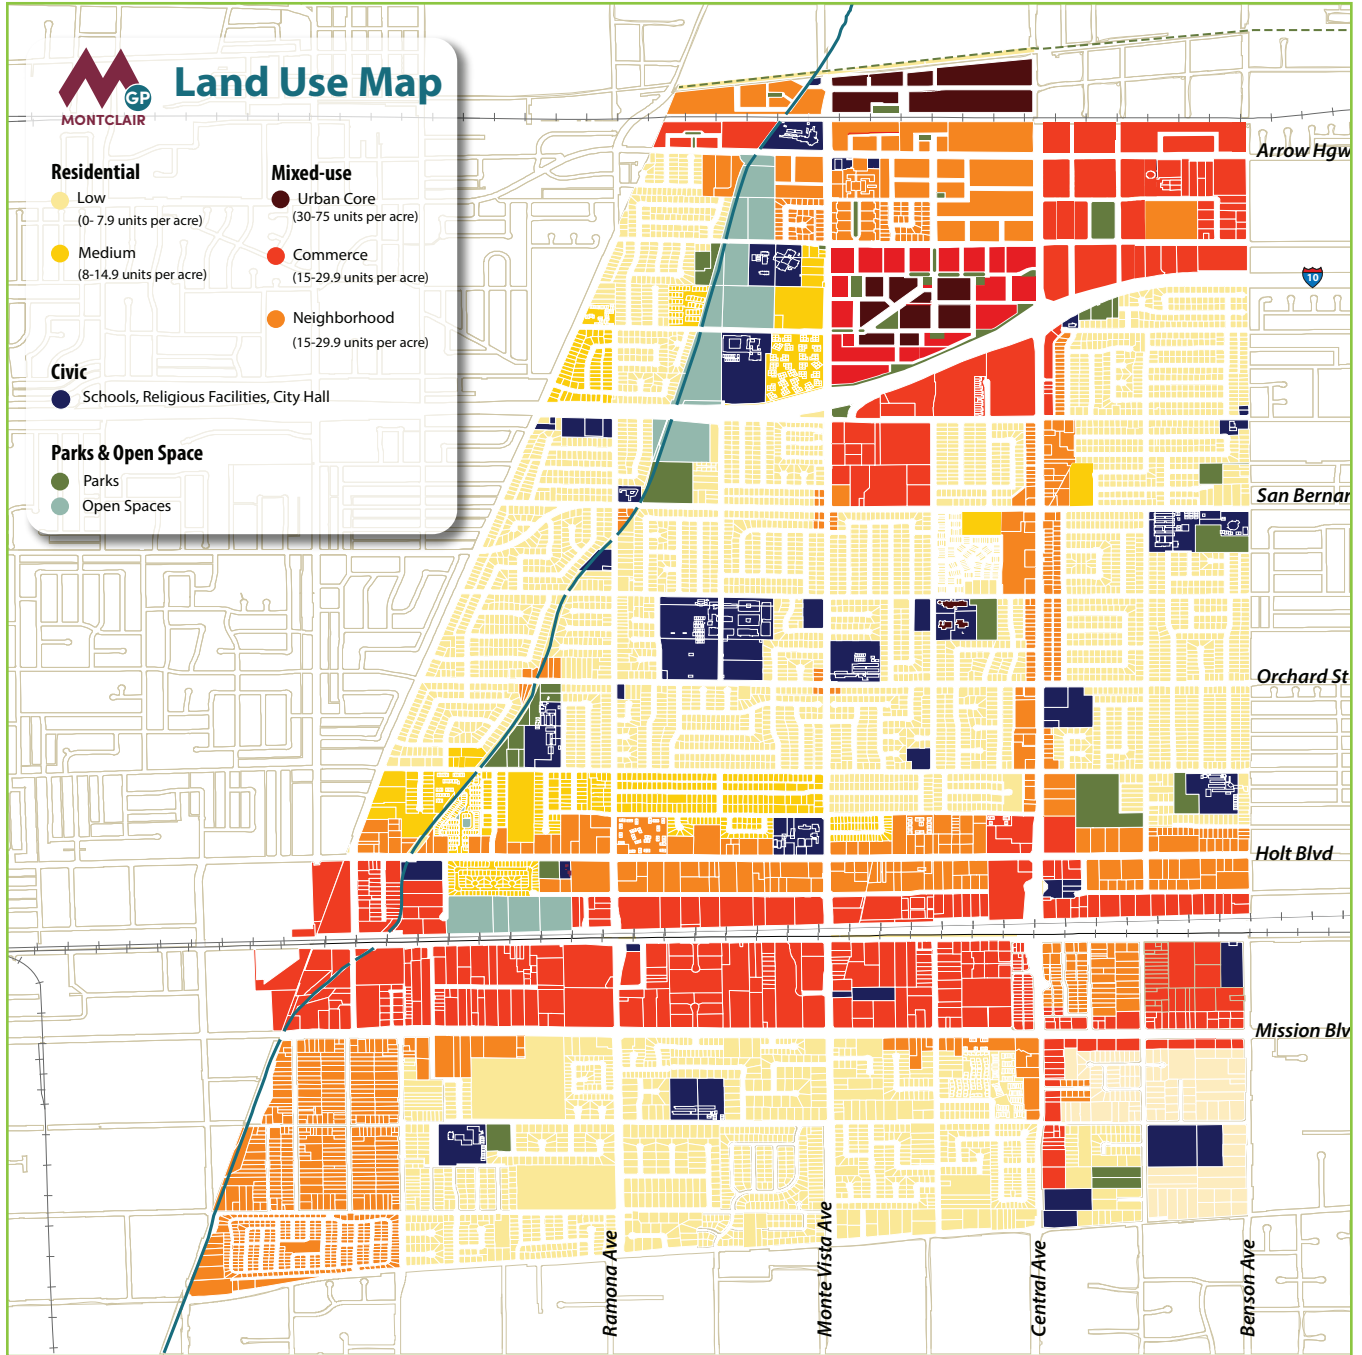 GP
MONTCLAIR
Land Use Map
Residential
Low
(0- 7.9 units per acre)
Medium
(8-14.9 units per acre)
Mixed-use
Urban Core
(30-75 units per acre)
Commerce
(15-29.9 units per acre)
Neighborhood
(15-29.9 units per acre)
Civic
Schools, Religious Facilities, City Hall
Parks & Open Space
Parks
Open Spaces
Arrow Hgw
10
San Bernar
Orchard St
Holt Blvd
Mission Blv
Ramona Ave
Monte Vista Ave
Central Ave
Benson Ave